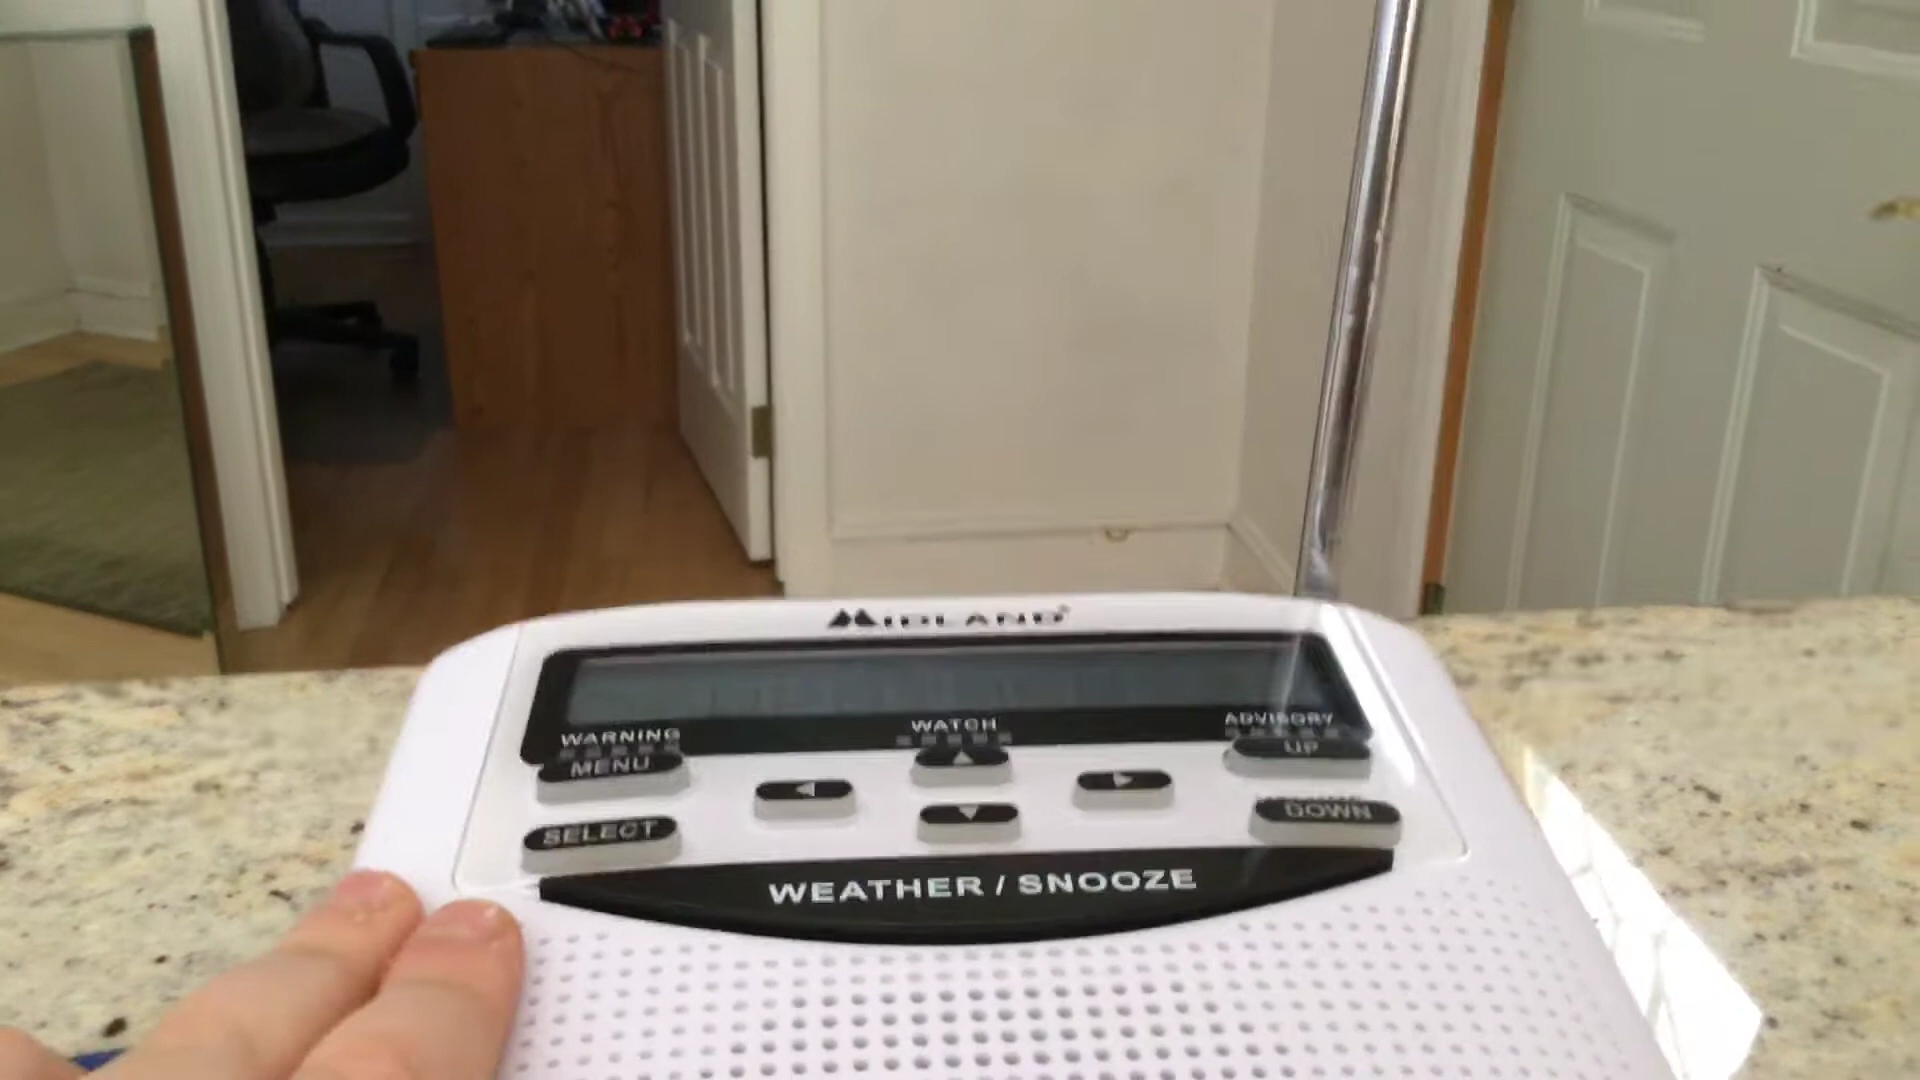 MIDLAND®
WARNING
WATCH
ADVISORY
MENU
UP
SELECT
DOWN
WEATHER / SNOOZE